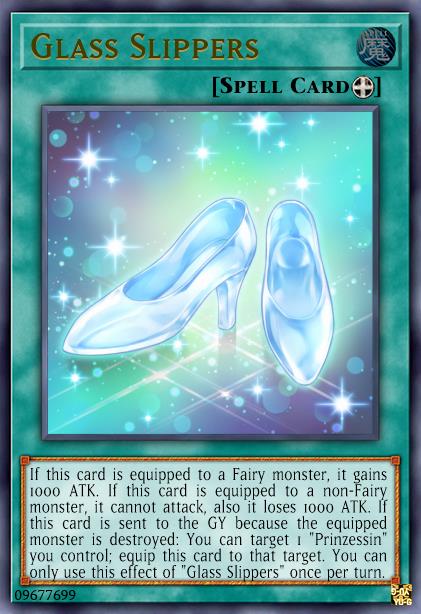 GLASS SLIPPERS
魔
[SPELL CARD]
If this card is equipped to a Fairy monster, it gains
1000 ATK. If this card is equipped to a non-Fairy
monster, it cannot attack, also it loses 1000 ATK. If
this card is sent to the GY because the equipped
monster is destroyed: You can target 1 "Prinzessin"
you control; equip this card to that target. You can
only use this effect of "Glass Slippers" once per turn.
09677699